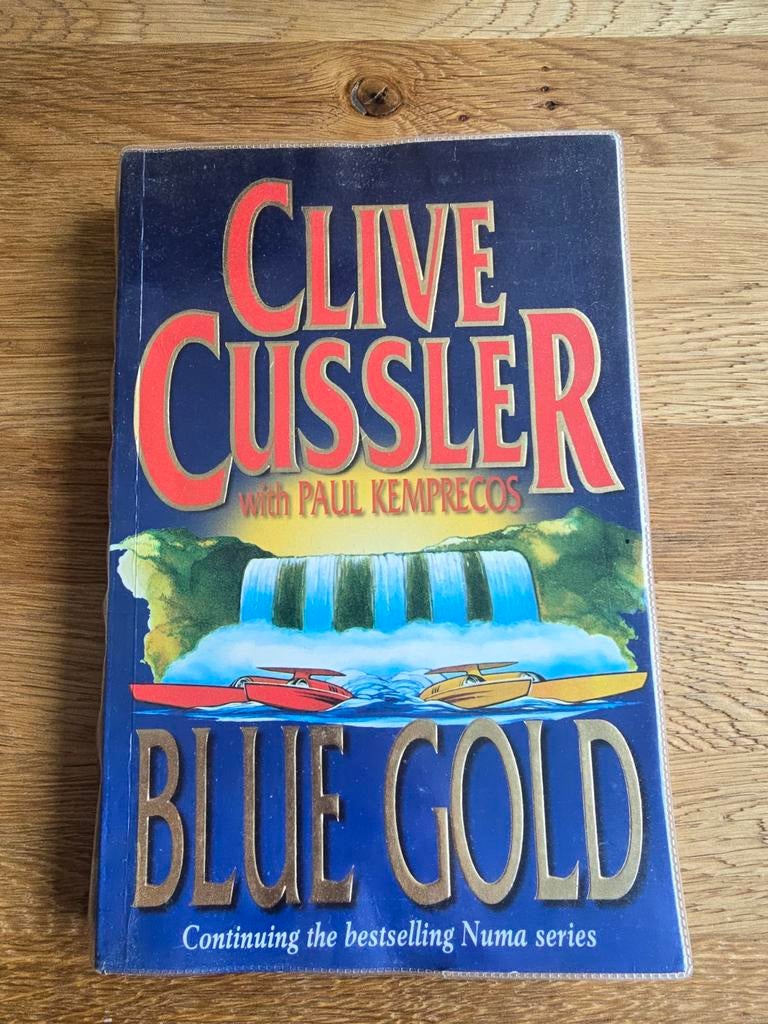 CLIVE
CUSSLER
with PAUL KEMPRECOS
BLUE GOLD
Continuing the bestselling Numa series